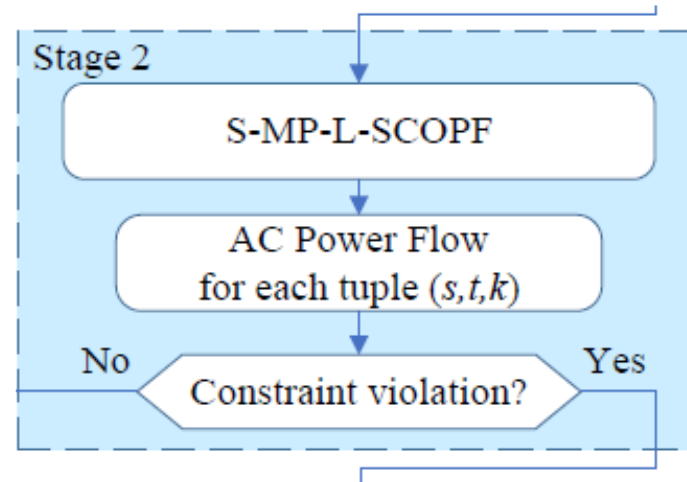 Stage 2
S-MP-L-SCOPF
AC Power Flow
for each tuple (s,t,k)
No
Yes
Constraint violation?